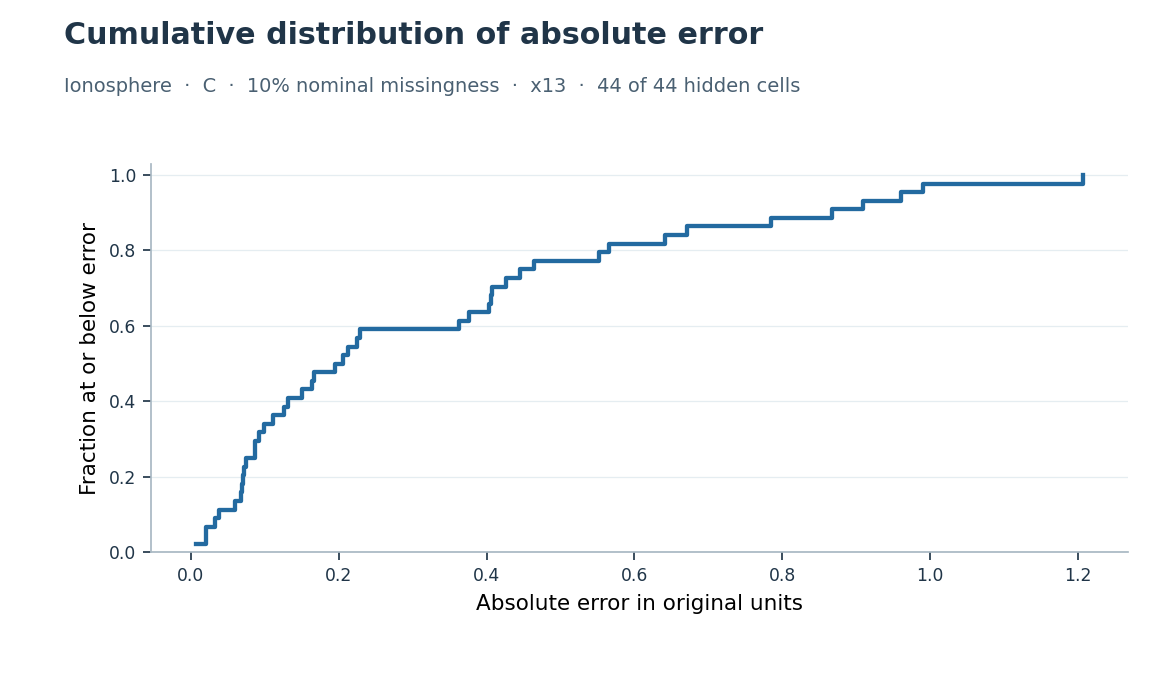 Cumulative distribution of absolute error
Ionosphere · C · 10% nominal missingness · x13 · 44 of 44 hidden cells
Fraction at or below error
1.0
0.8
0.6
0.4
0.2
0.0
0.0 0.2 0.4 0.6 0.8 1.0 1.2
Absolute error in original units